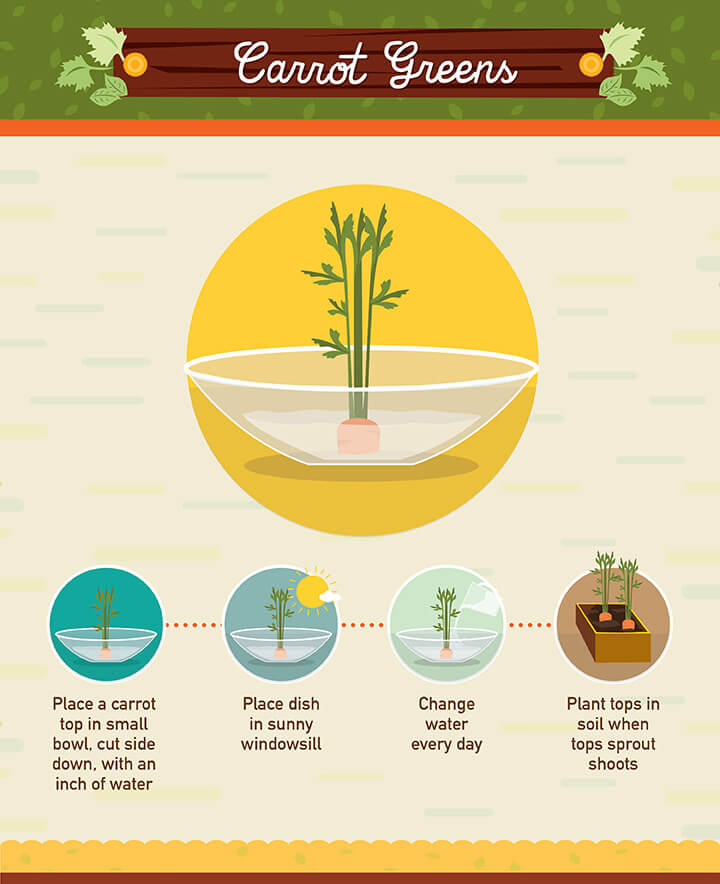 Carrot Greens
Place a carrot
top in small
bowl, cut side
down, with an
inch of water
Place dish
in sunny
windowsill
Change
water
every day
Plant tops in
soil when
tops sprout
shoots